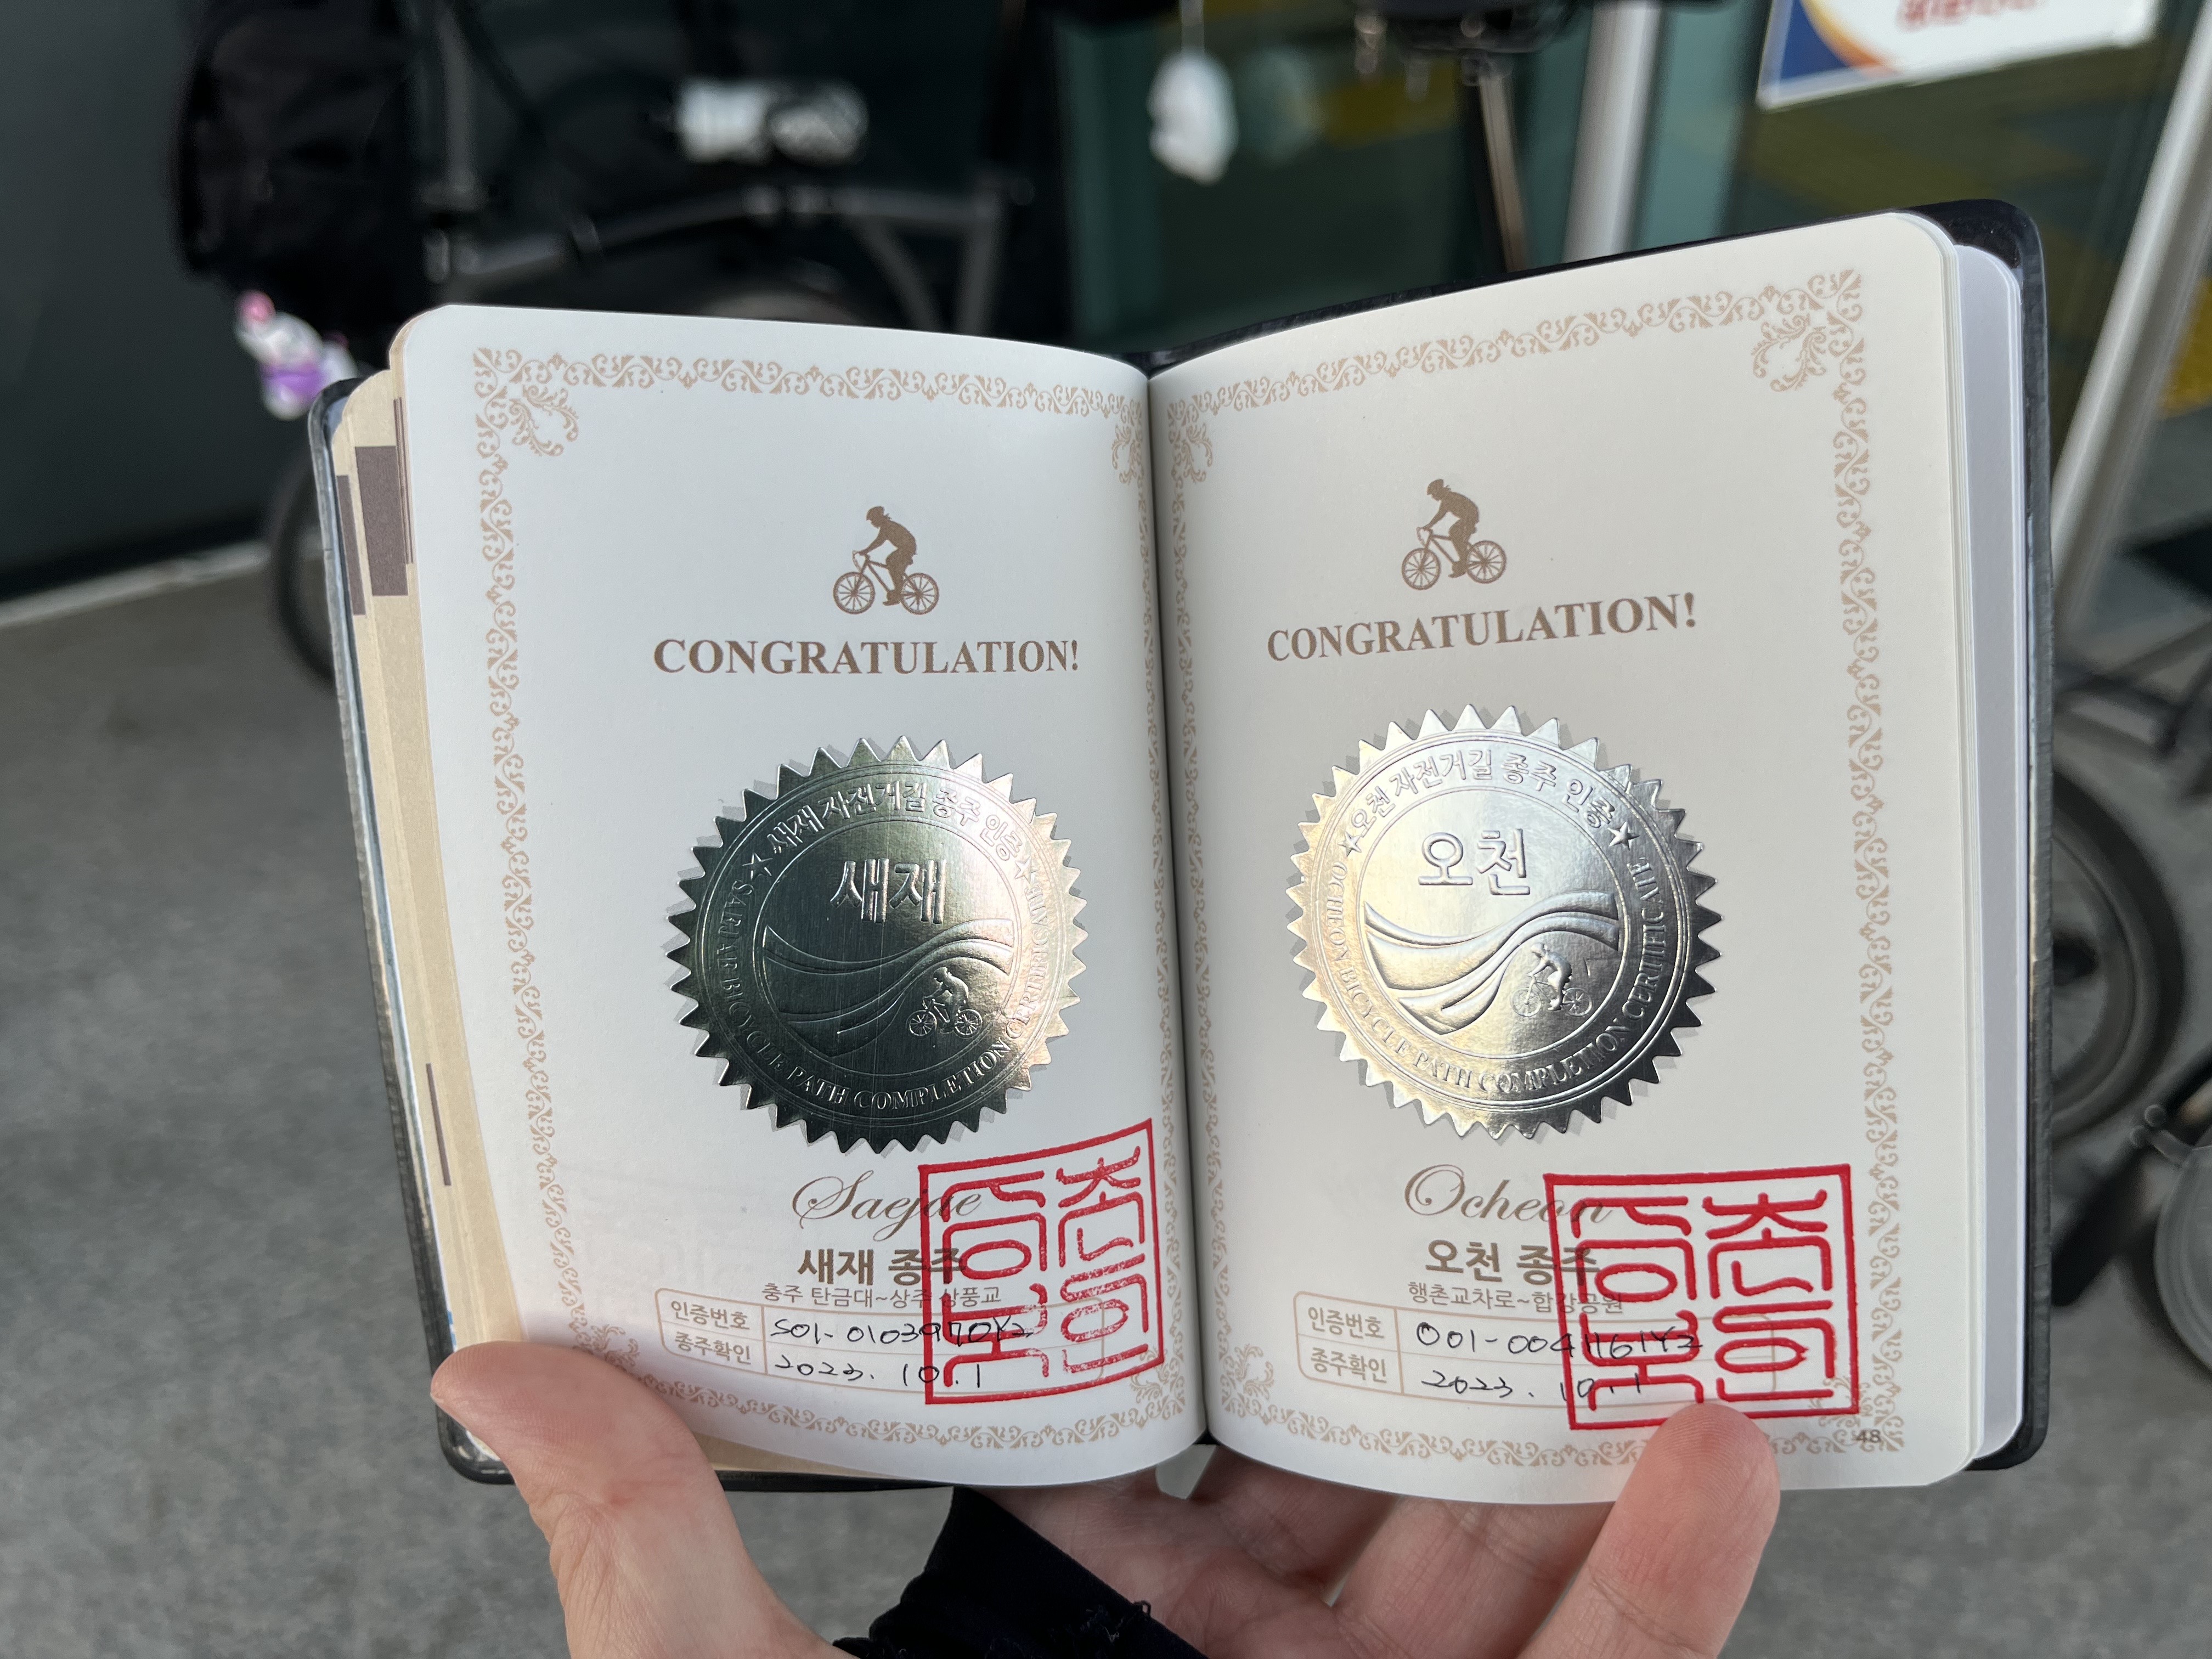 CONGRATULATION!
새재 자전거길 종주 인증
새재
SAEJAE BICYCLE PATH COMPLETION CERTIFICATE
Saejae
새재 종주
충주 탄금대~상주 상풍교
인증번호 S01-0103970Y2
종주확인 2023. 10. 1
CONGRATULATION!
오천 자전거길 종주 인증
오천
OCHEON BICYCLE PATH COMPLETION CERTIFICATE
Ocheon
오천 종주
행촌교차로~합강공원
인증번호 O01-0041161Y2
종주확인 2023. 10. 1
48